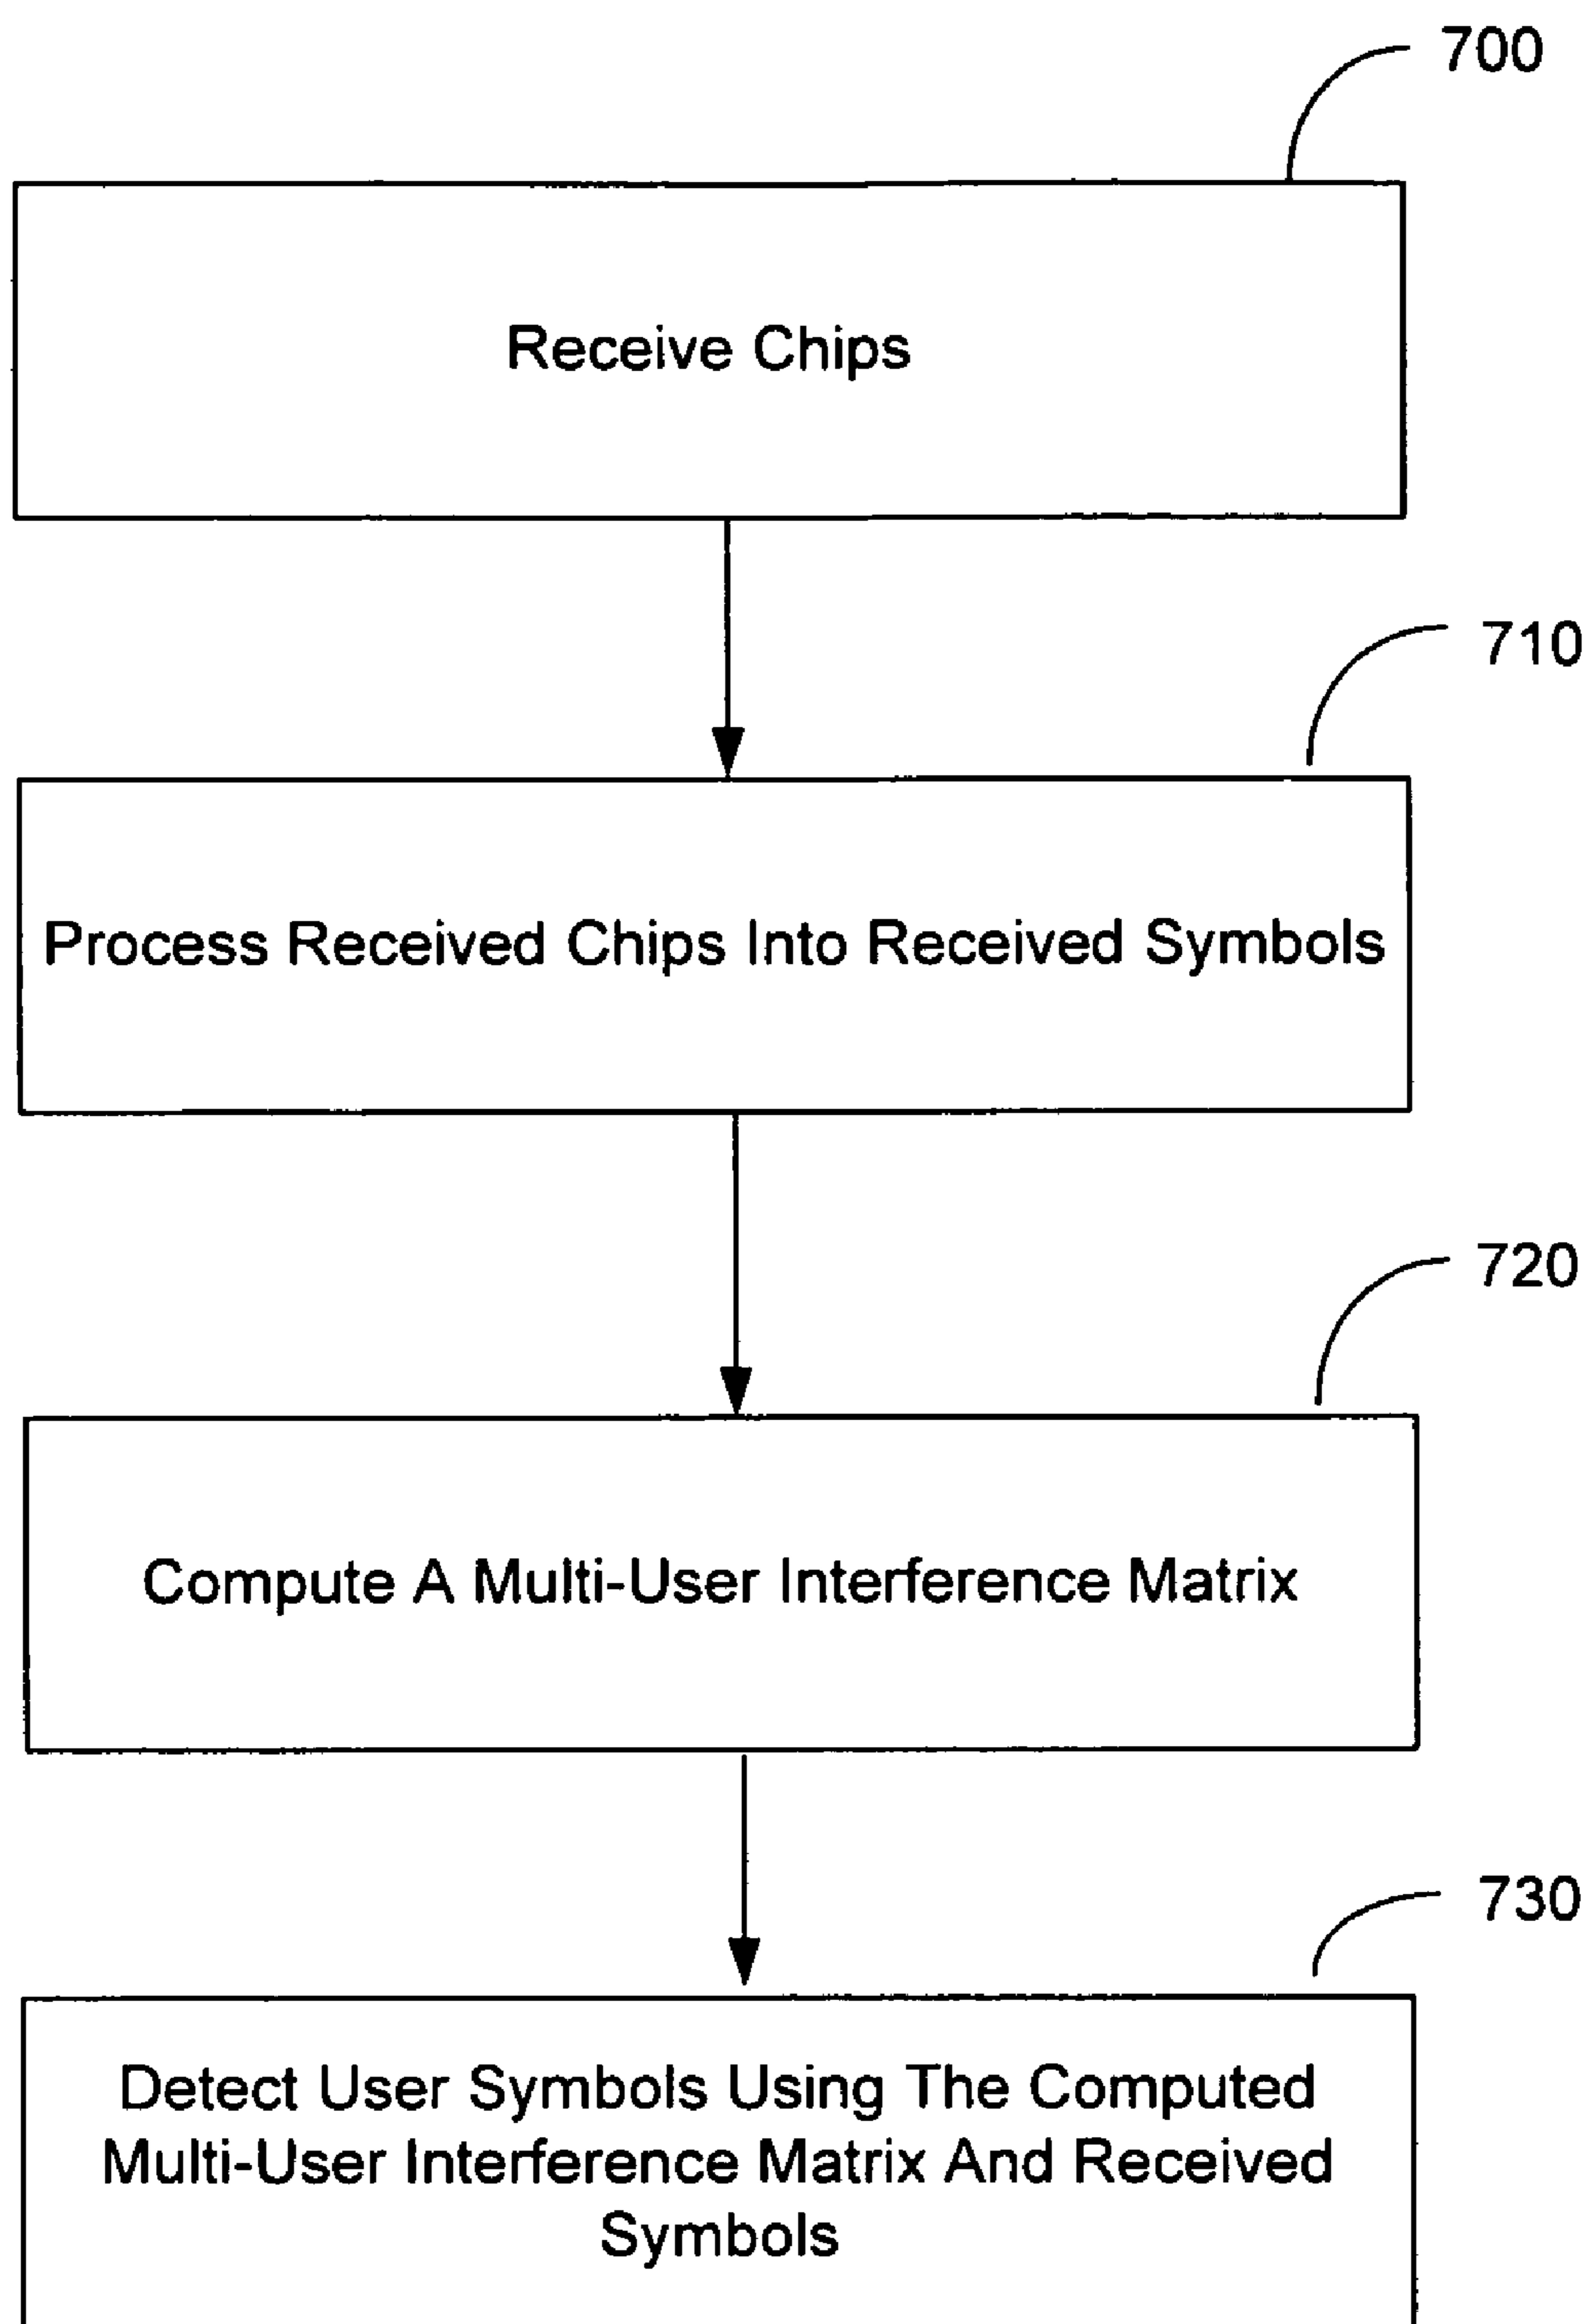 700
Receive Chips
710
Process Received Chips Into Received Symbols
720
Compute A Multi-User Interference Matrix
730
Detect User Symbols Using The Computed
Multi-User Interference Matrix And Received
Symbols